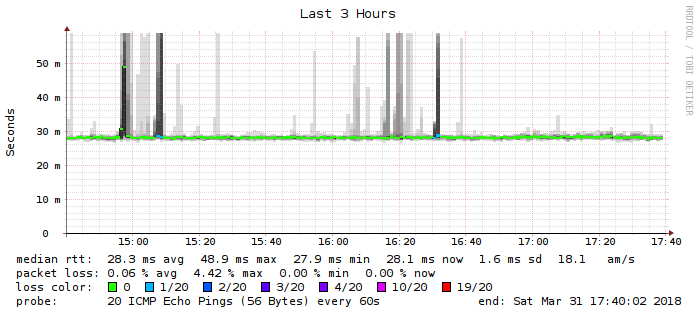 Last 3 Hours
RRDTOOL / TOBI OETIKER
Seconds
50 m
40 m
30 m
20 m
10 m
0
15:00 15:20 15:40 16:00 16:20 16:40 17:00 17:20 17:40
median rtt: 28.3 ms avg 48.9 ms max 27.9 ms min 28.1 ms now 1.6 ms sd 18.1 am/s
packet loss: 0.06 % avg 4.42 % max 0.00 % min 0.00 % now
loss color: 0 1/20 2/20 3/20 4/20 10/20 19/20
probe: 20 ICMP Echo Pings (56 Bytes) every 60s end: Sat Mar 31 17:40:02 2018